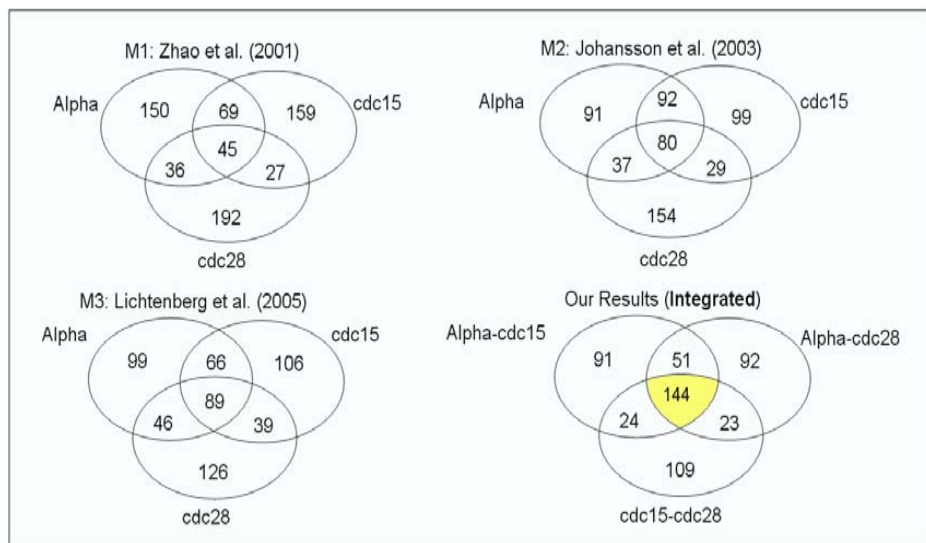 M1: Zhao et al. (2001)
Alpha
150
69
159
cdc15
45
36
27
192
cdc28
M2: Johansson et al. (2003)
Alpha
91
92
99
cdc15
80
37
29
154
cdc28
M3: Lichtenberg et al. (2005)
Alpha
99
66
106
cdc15
89
46
39
126
cdc28
Our Results (Integrated)
Alpha-cdc15
91
51
92
Alpha-cdc28
144
24
23
109
cdc15-cdc28